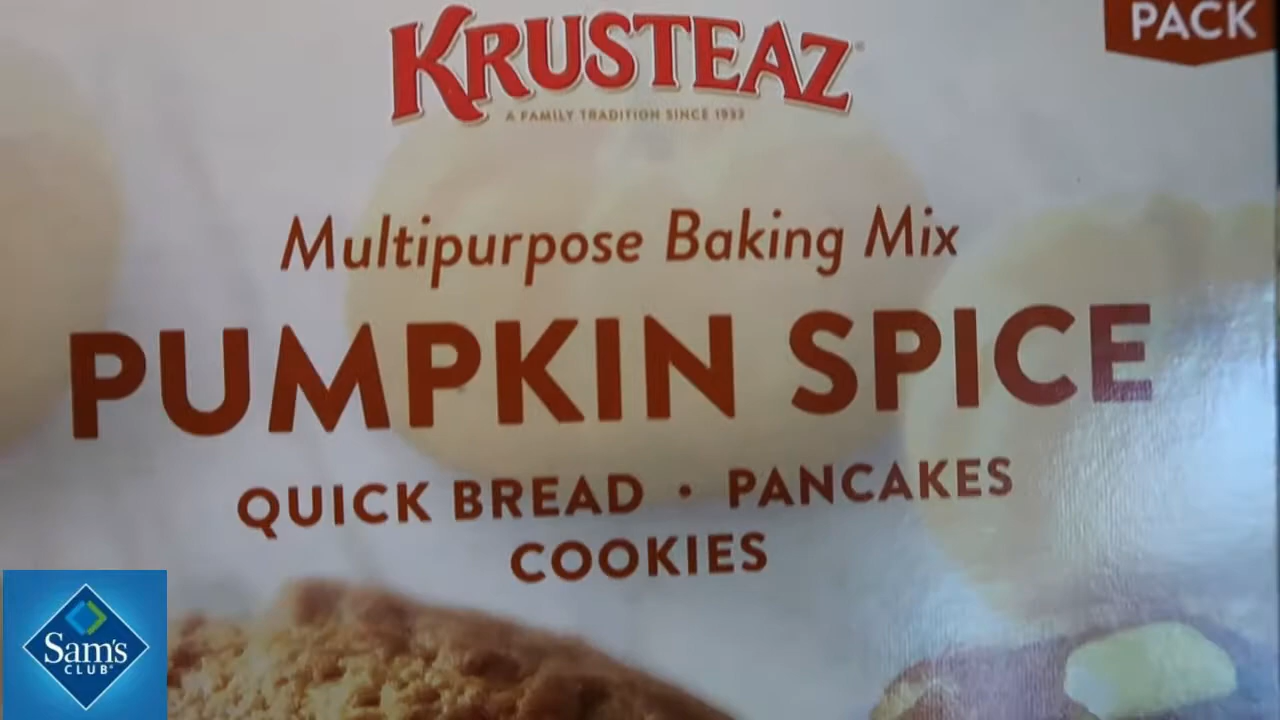 PACK
KRUSTEAZ®
A FAMILY TRADITION SINCE 1932
Multipurpose Baking Mix
PUMPKIN SPICE
QUICK BREAD • PANCAKES
COOKIES
Sam's
CLUB®